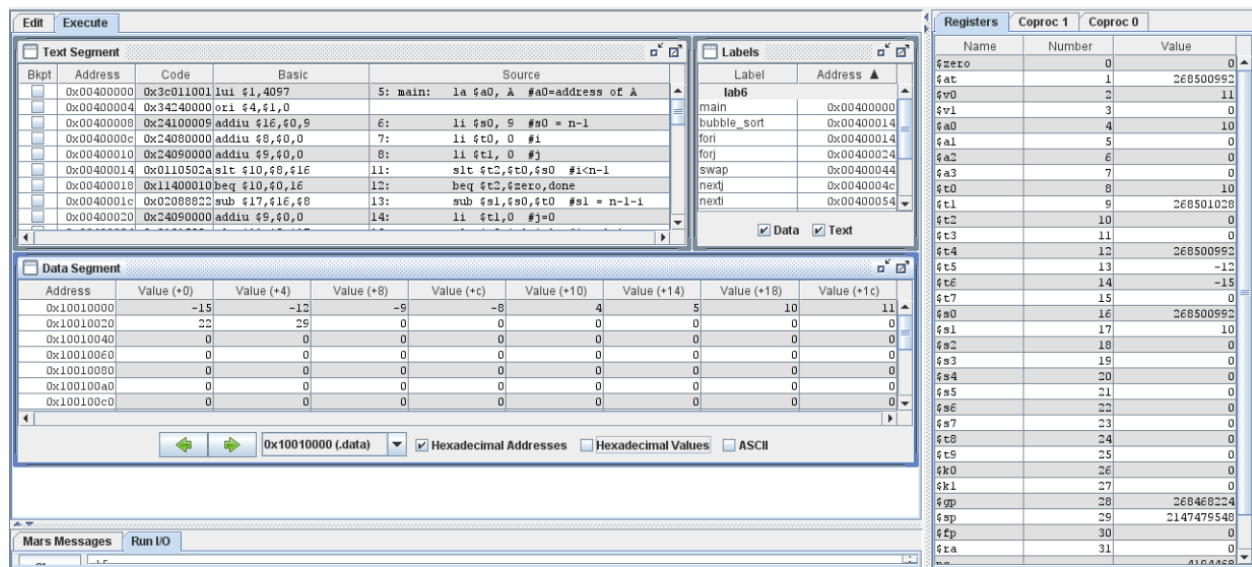 Edit Execute
Text Segment
Bkpt Address Code Basic Source
0x00400000 0x3c011001 lui $1,4097 5: main: la $a0, A #a0=address of A
0x00400004 0x34240000 ori $4,$1,0
0x00400008 0x24100009 addiu $16,$0,9 6: li $s0, 9 #s0 = n-1
0x0040000c 0x24080000 addiu $8,$0,0 7: li $t0, 0 #i
0x00400010 0x24090000 addiu $9,$0,0 8: li $t1, 0 #j
0x00400014 0x0110502a slt $10,$8,$16 11: slt $t2,$t0,$s0 #i<n-1
0x00400018 0x11400010 beq $10,$0,16 12: beq $t2,$zero,done
0x0040001c 0x02088822 sub $17,$16,$8 13: sub $s1,$s0,$t0 #s1 = n-1-i
0x00400020 0x24090000 addiu $9,$0,0 14: li $t1,0 #j=0
Labels
Label Address ▲
lab6
main 0x00400000
bubble_sort 0x00400014
fori 0x00400014
forj 0x00400024
swap 0x00400044
nextj 0x0040004c
nexti 0x00400054
Data Text
Data Segment
Address Value (+0) Value (+4) Value (+8) Value (+c) Value (+10) Value (+14) Value (+18) Value (+1c)
0x10010000 -15 -12 -9 -8 4 5 10 11
0x10010020 22 29 0 0 0 0 0 0
0x10010040 0 0 0 0 0 0 0 0
0x10010060 0 0 0 0 0 0 0 0
0x10010080 0 0 0 0 0 0 0 0
0x100100a0 0 0 0 0 0 0 0 0
0x100100c0 0 0 0 0 0 0 0 0
0x10010000 (.data) Hexadecimal Addresses Hexadecimal Values ASCII
Mars Messages Run I/O
Registers Coproc 1 Coproc 0
Name Number Value
$zero 0 0
$at 1 268500992
$v0 2 11
$v1 3 0
$a0 4 10
$a1 5 0
$a2 6 0
$a3 7 0
$t0 8 10
$t1 9 268501028
$t2 10 0
$t3 11 0
$t4 12 268500992
$t5 13 -12
$t6 14 -15
$t7 15 0
$s0 16 268500992
$s1 17 10
$s2 18 0
$s3 19 0
$s4 20 0
$s5 21 0
$s6 22 0
$s7 23 0
$t8 24 0
$t9 25 0
$k0 26 0
$k1 27 0
$gp 28 268468224
$sp 29 2147479548
$fp 30 0
$ra 31 0